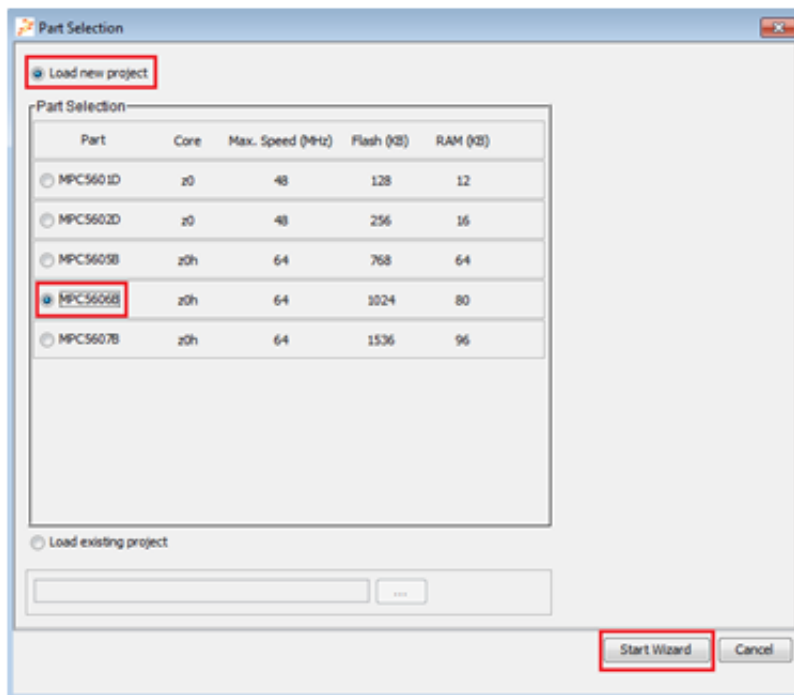 Part Selection
Load new project
Part Selection
Part Core Max. Speed (MHz) Flash (KB) RAM (KB)
MPC5601D z0 48 128 12
MPC5602D z0 48 256 16
MPC5605B z0h 64 768 64
MPC5606B z0h 64 1024 80
MPC5607B z0h 64 1536 96
Load existing project
...
Start Wizard Cancel